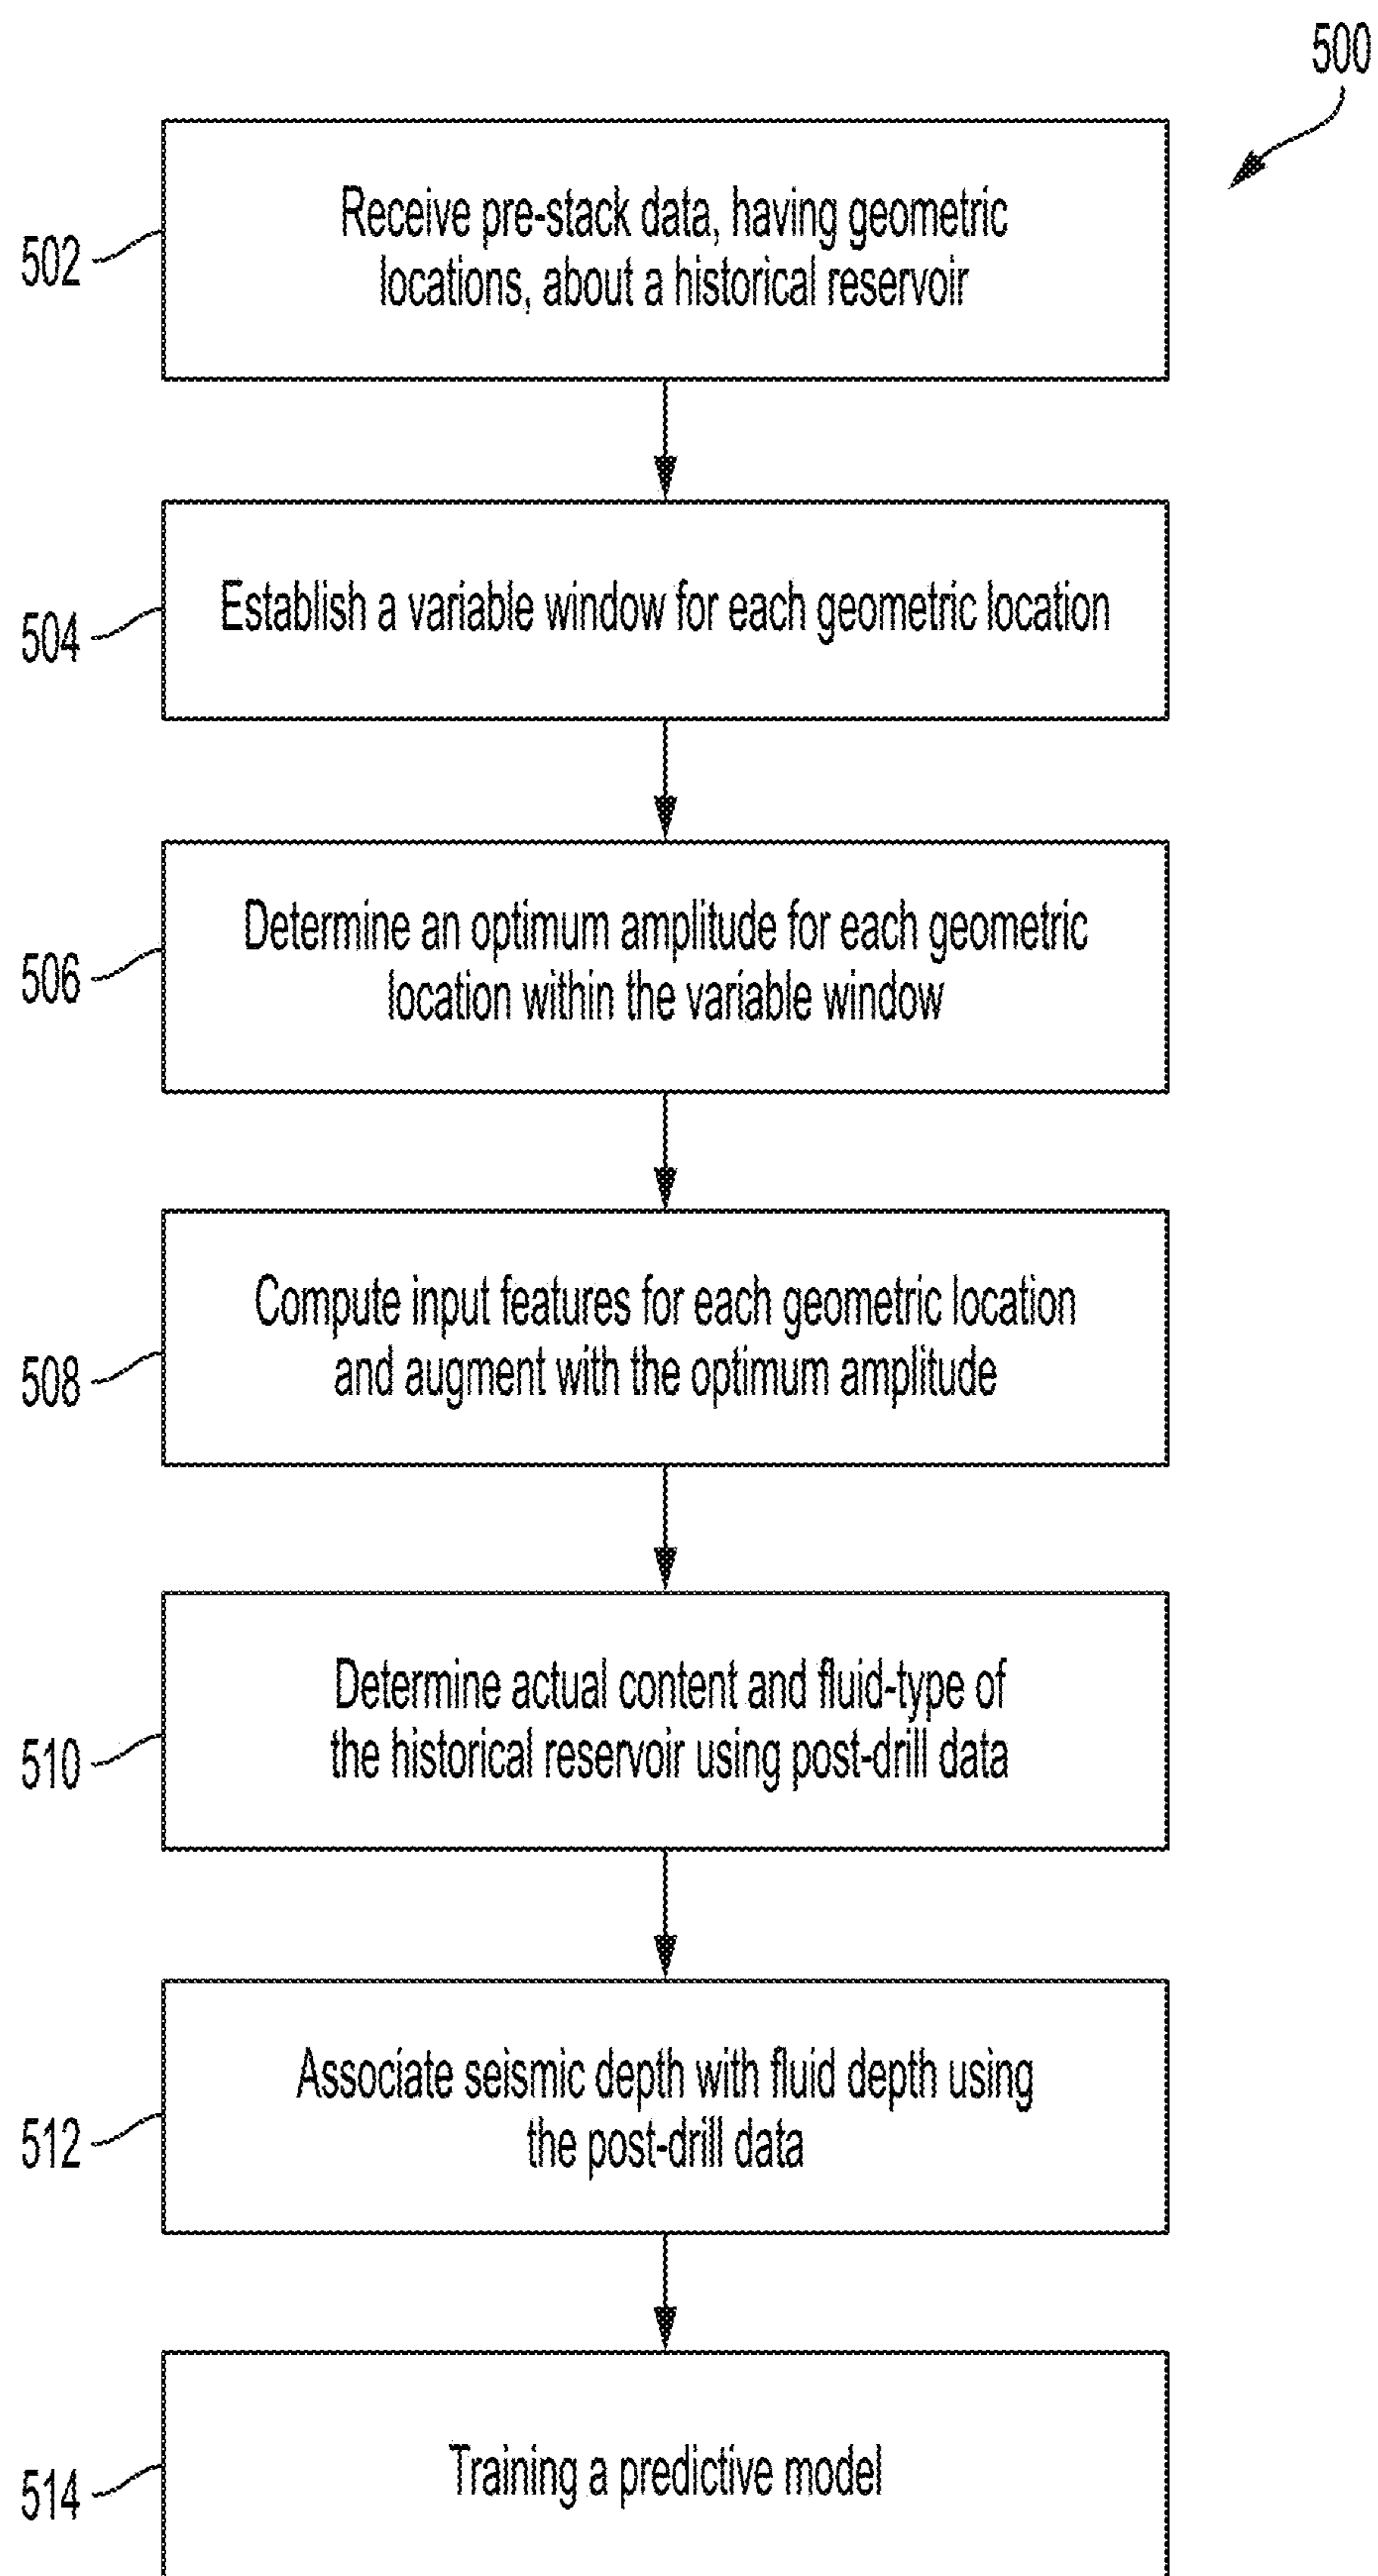 500
502
Receive pre-stack data, having geometric
locations, about a historical reservoir
504
Establish a variable window for each geometric location
506
Determine an optimum amplitude for each geometric
location within the variable window
508
Compute input features for each geometric location
and augment with the optimum amplitude
510
Determine actual content and fluid-type of
the historical reservoir using post-drill data
512
Associate seismic depth with fluid depth using
the post-drill data
514
Training a predictive model